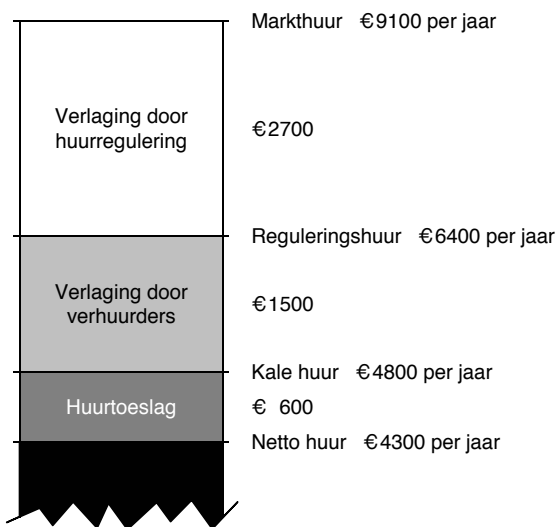 Markthuur €9100 per jaar
Verlaging door
huurregulering
€2700
Reguleringshuur €6400 per jaar
Verlaging door
verhuurders
€1500
Kale huur €4800 per jaar
Huurtoeslag
€ 600
Netto huur €4300 per jaar